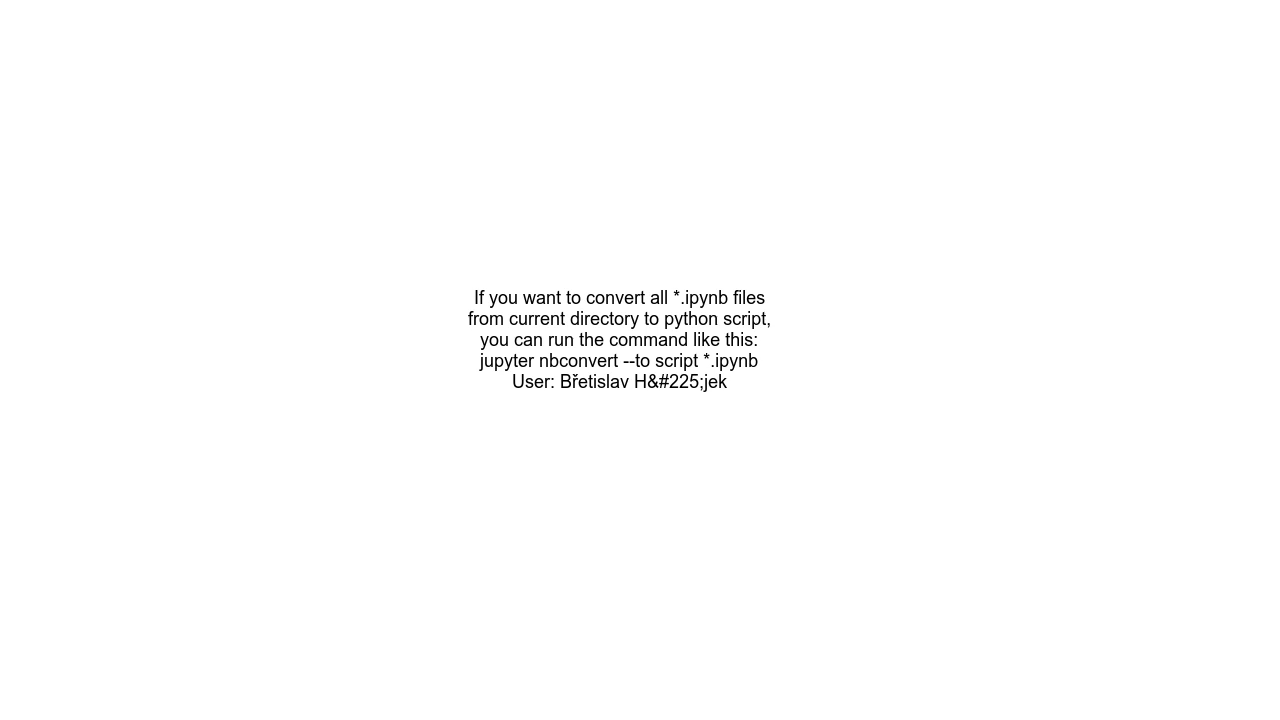 If you want to convert all *.ipynb files
from current directory to python script,
you can run the command like this:
jupyter nbconvert --to script *.ipynb
User: Břetislav H&#225;jek